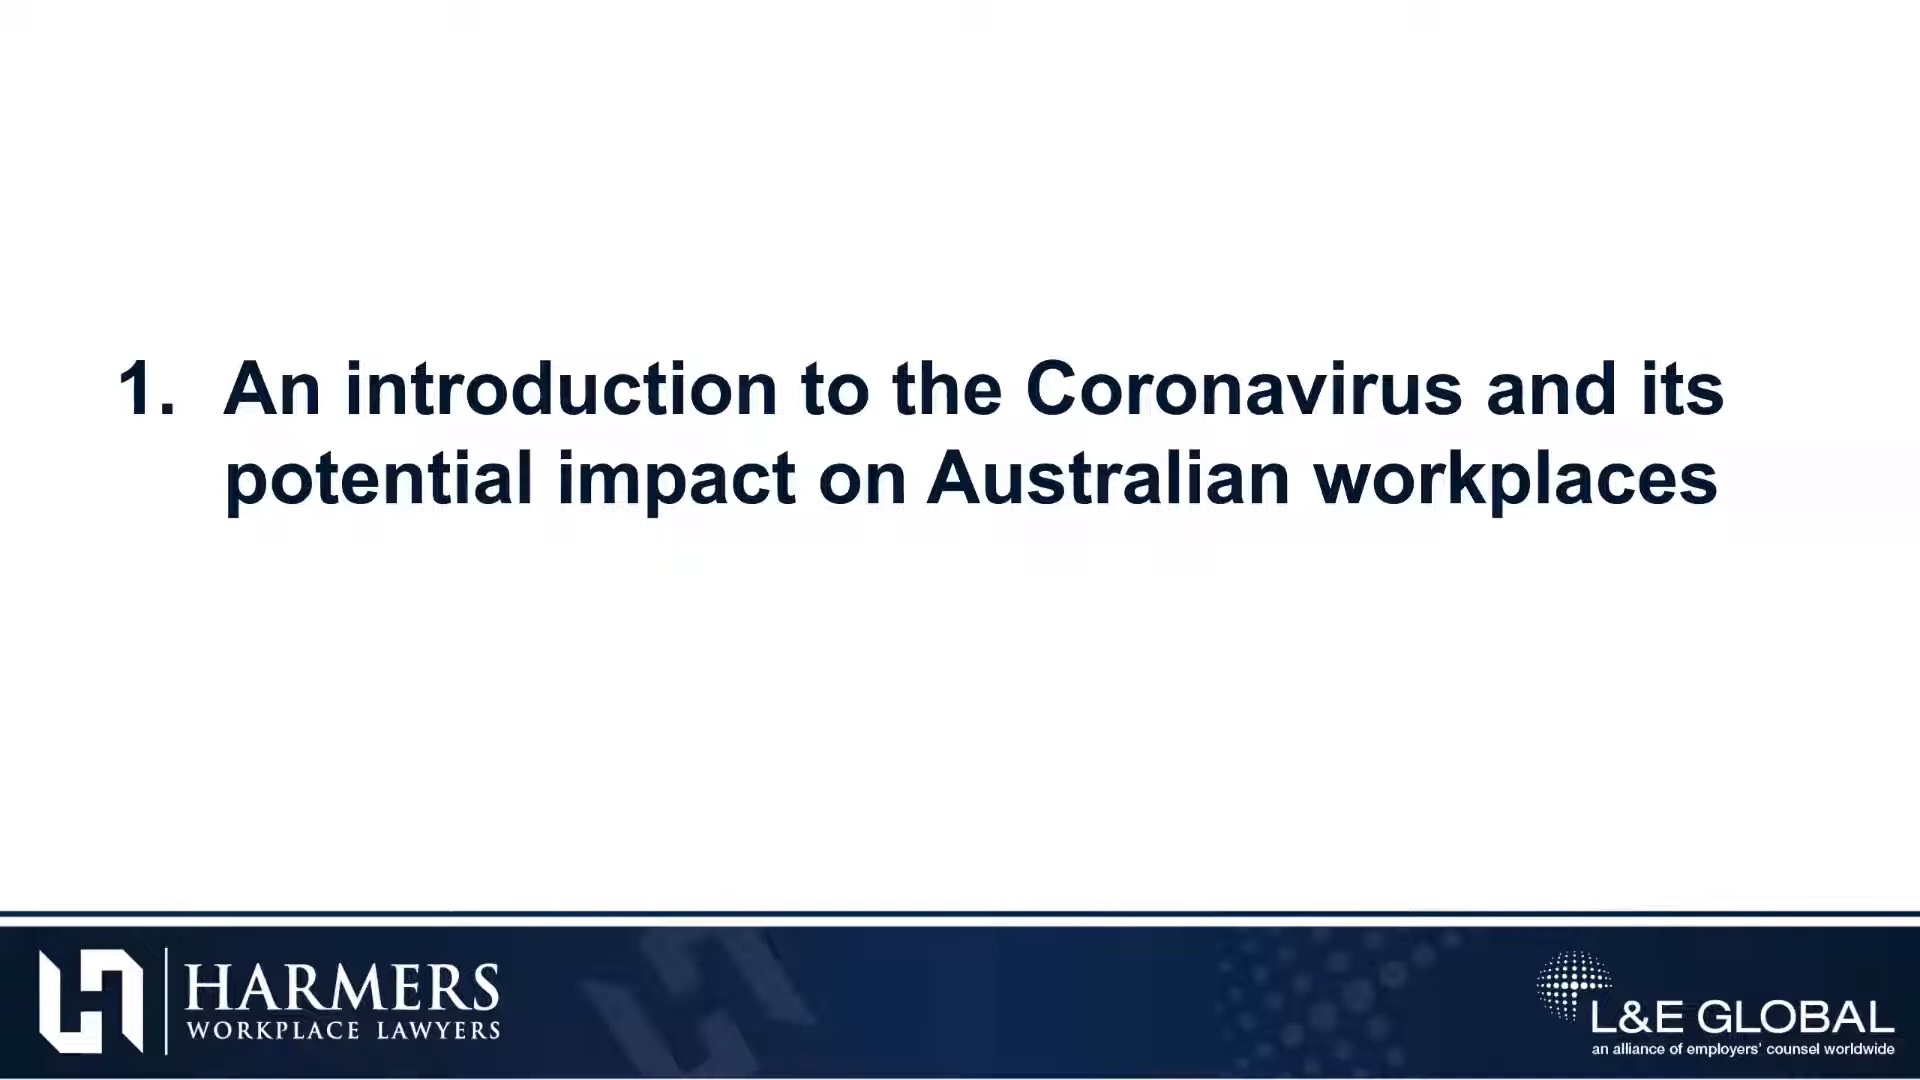 1. An introduction to the Coronavirus and its
potential impact on Australian workplaces
HARMERS
WORKPLACE LAWYERS
L&E GLOBAL
an alliance of employers' counsel worldwide